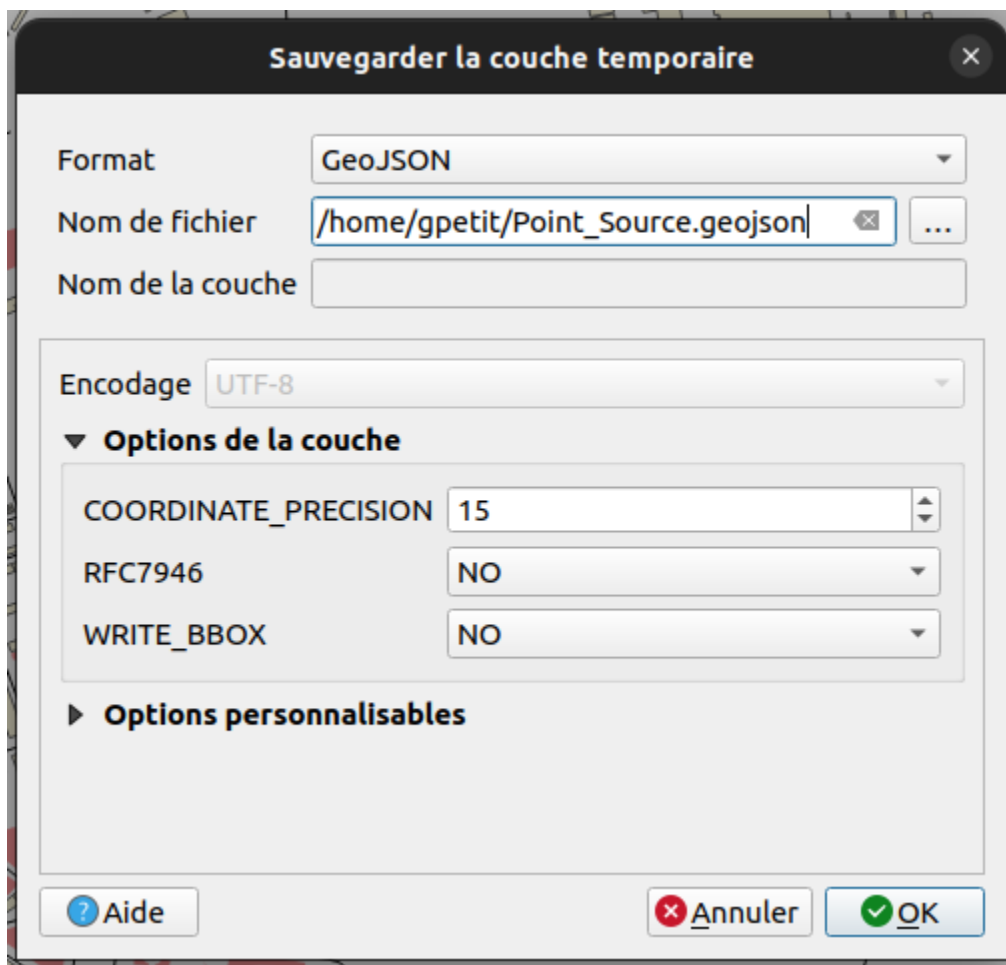 Sauvegarder la couche temporaire
Format GeoJSON
Nom de fichier /home/gpetit/Point_Source.geojson ...
Nom de la couche
Encodage UTF-8
Options de la couche
COORDINATE_PRECISION 15
RFC7946 NO
WRITE_BBOX NO
Options personnalisables
Aide Annuler OK